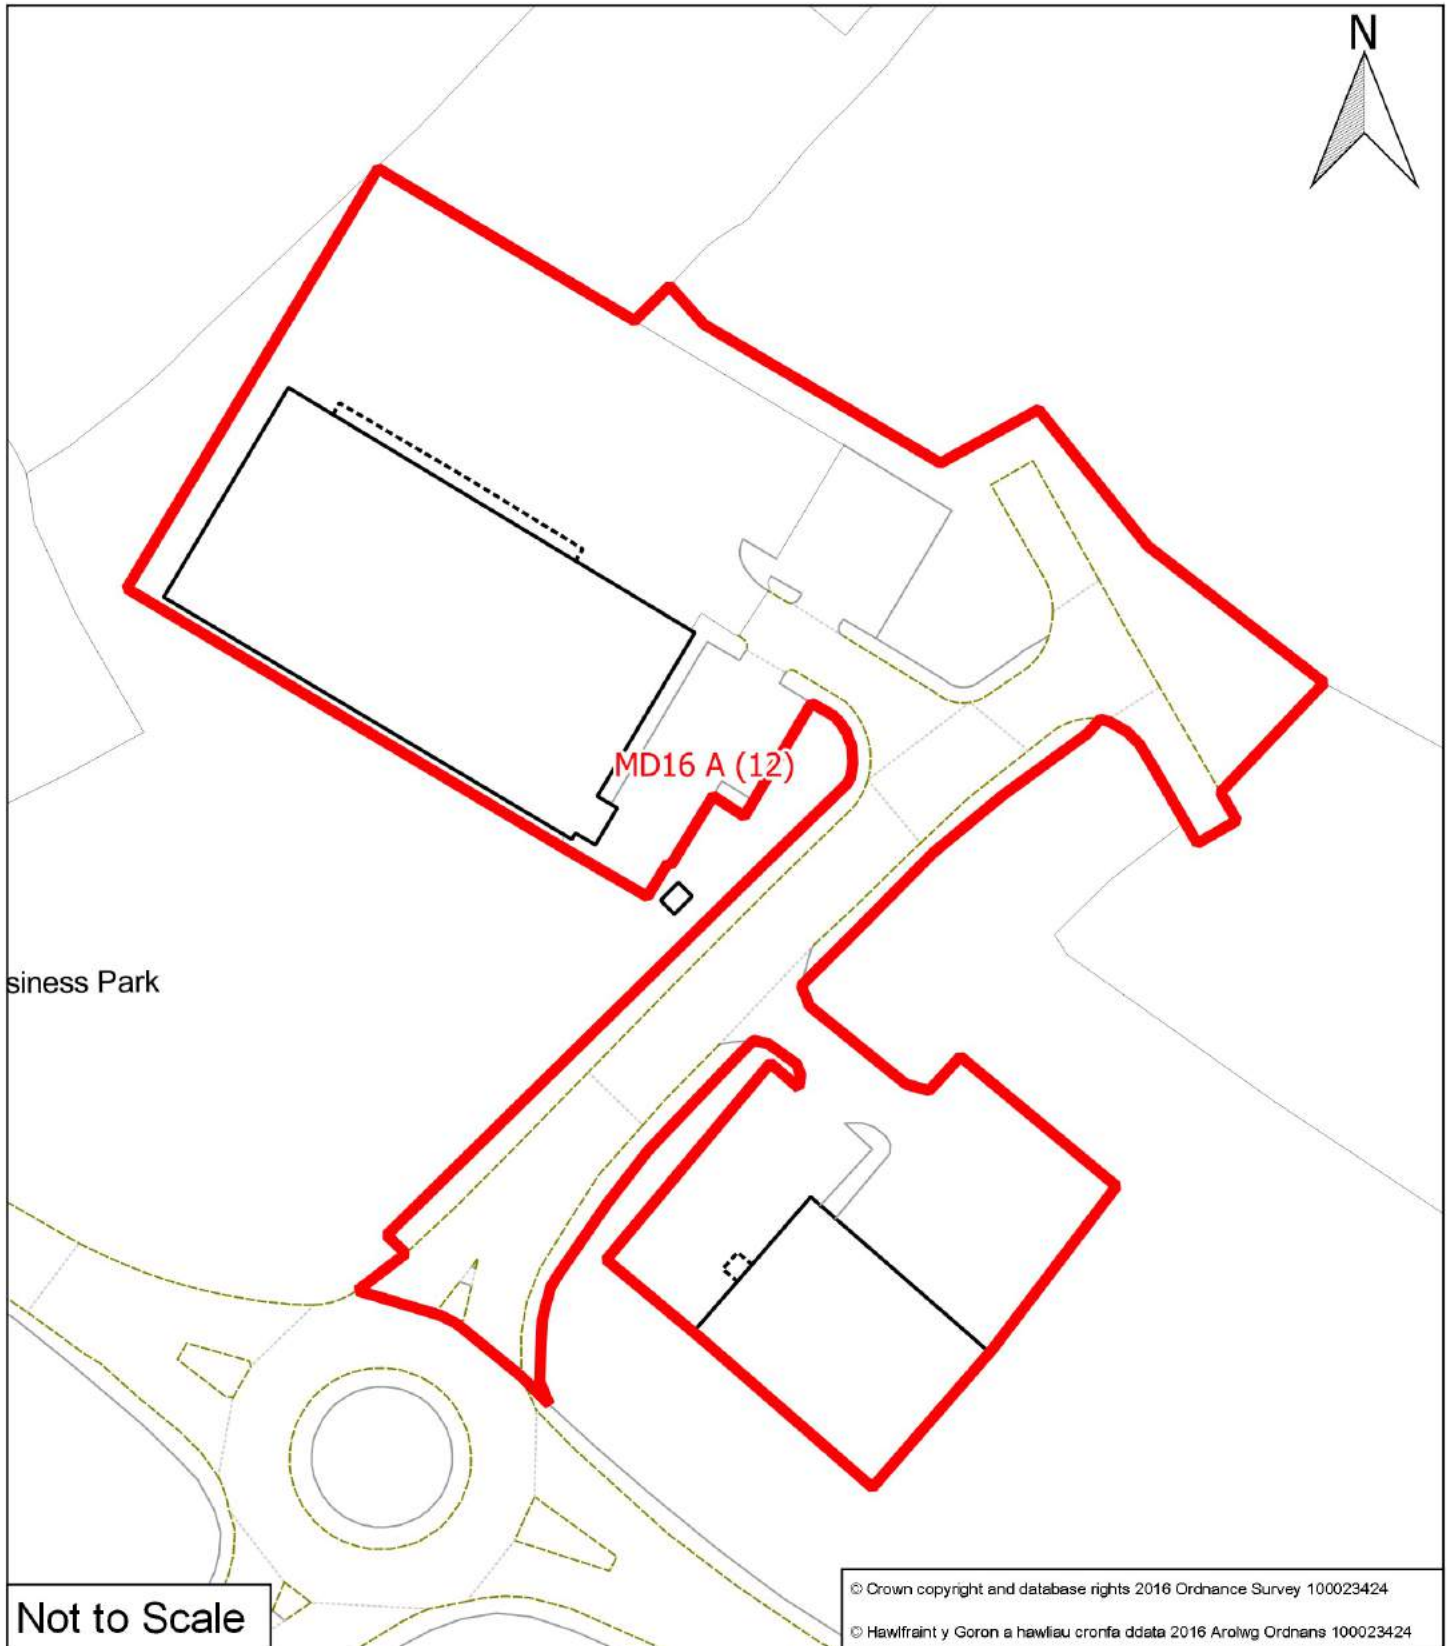 N
MD16 A (12)
siness Park
Not to Scale
© Crown copyright and database rights 2016 Ordnance Survey 100023424
© Hawlfraint y Goron a hawliau cronfa ddata 2016 Arolwg Ordnans 100023424